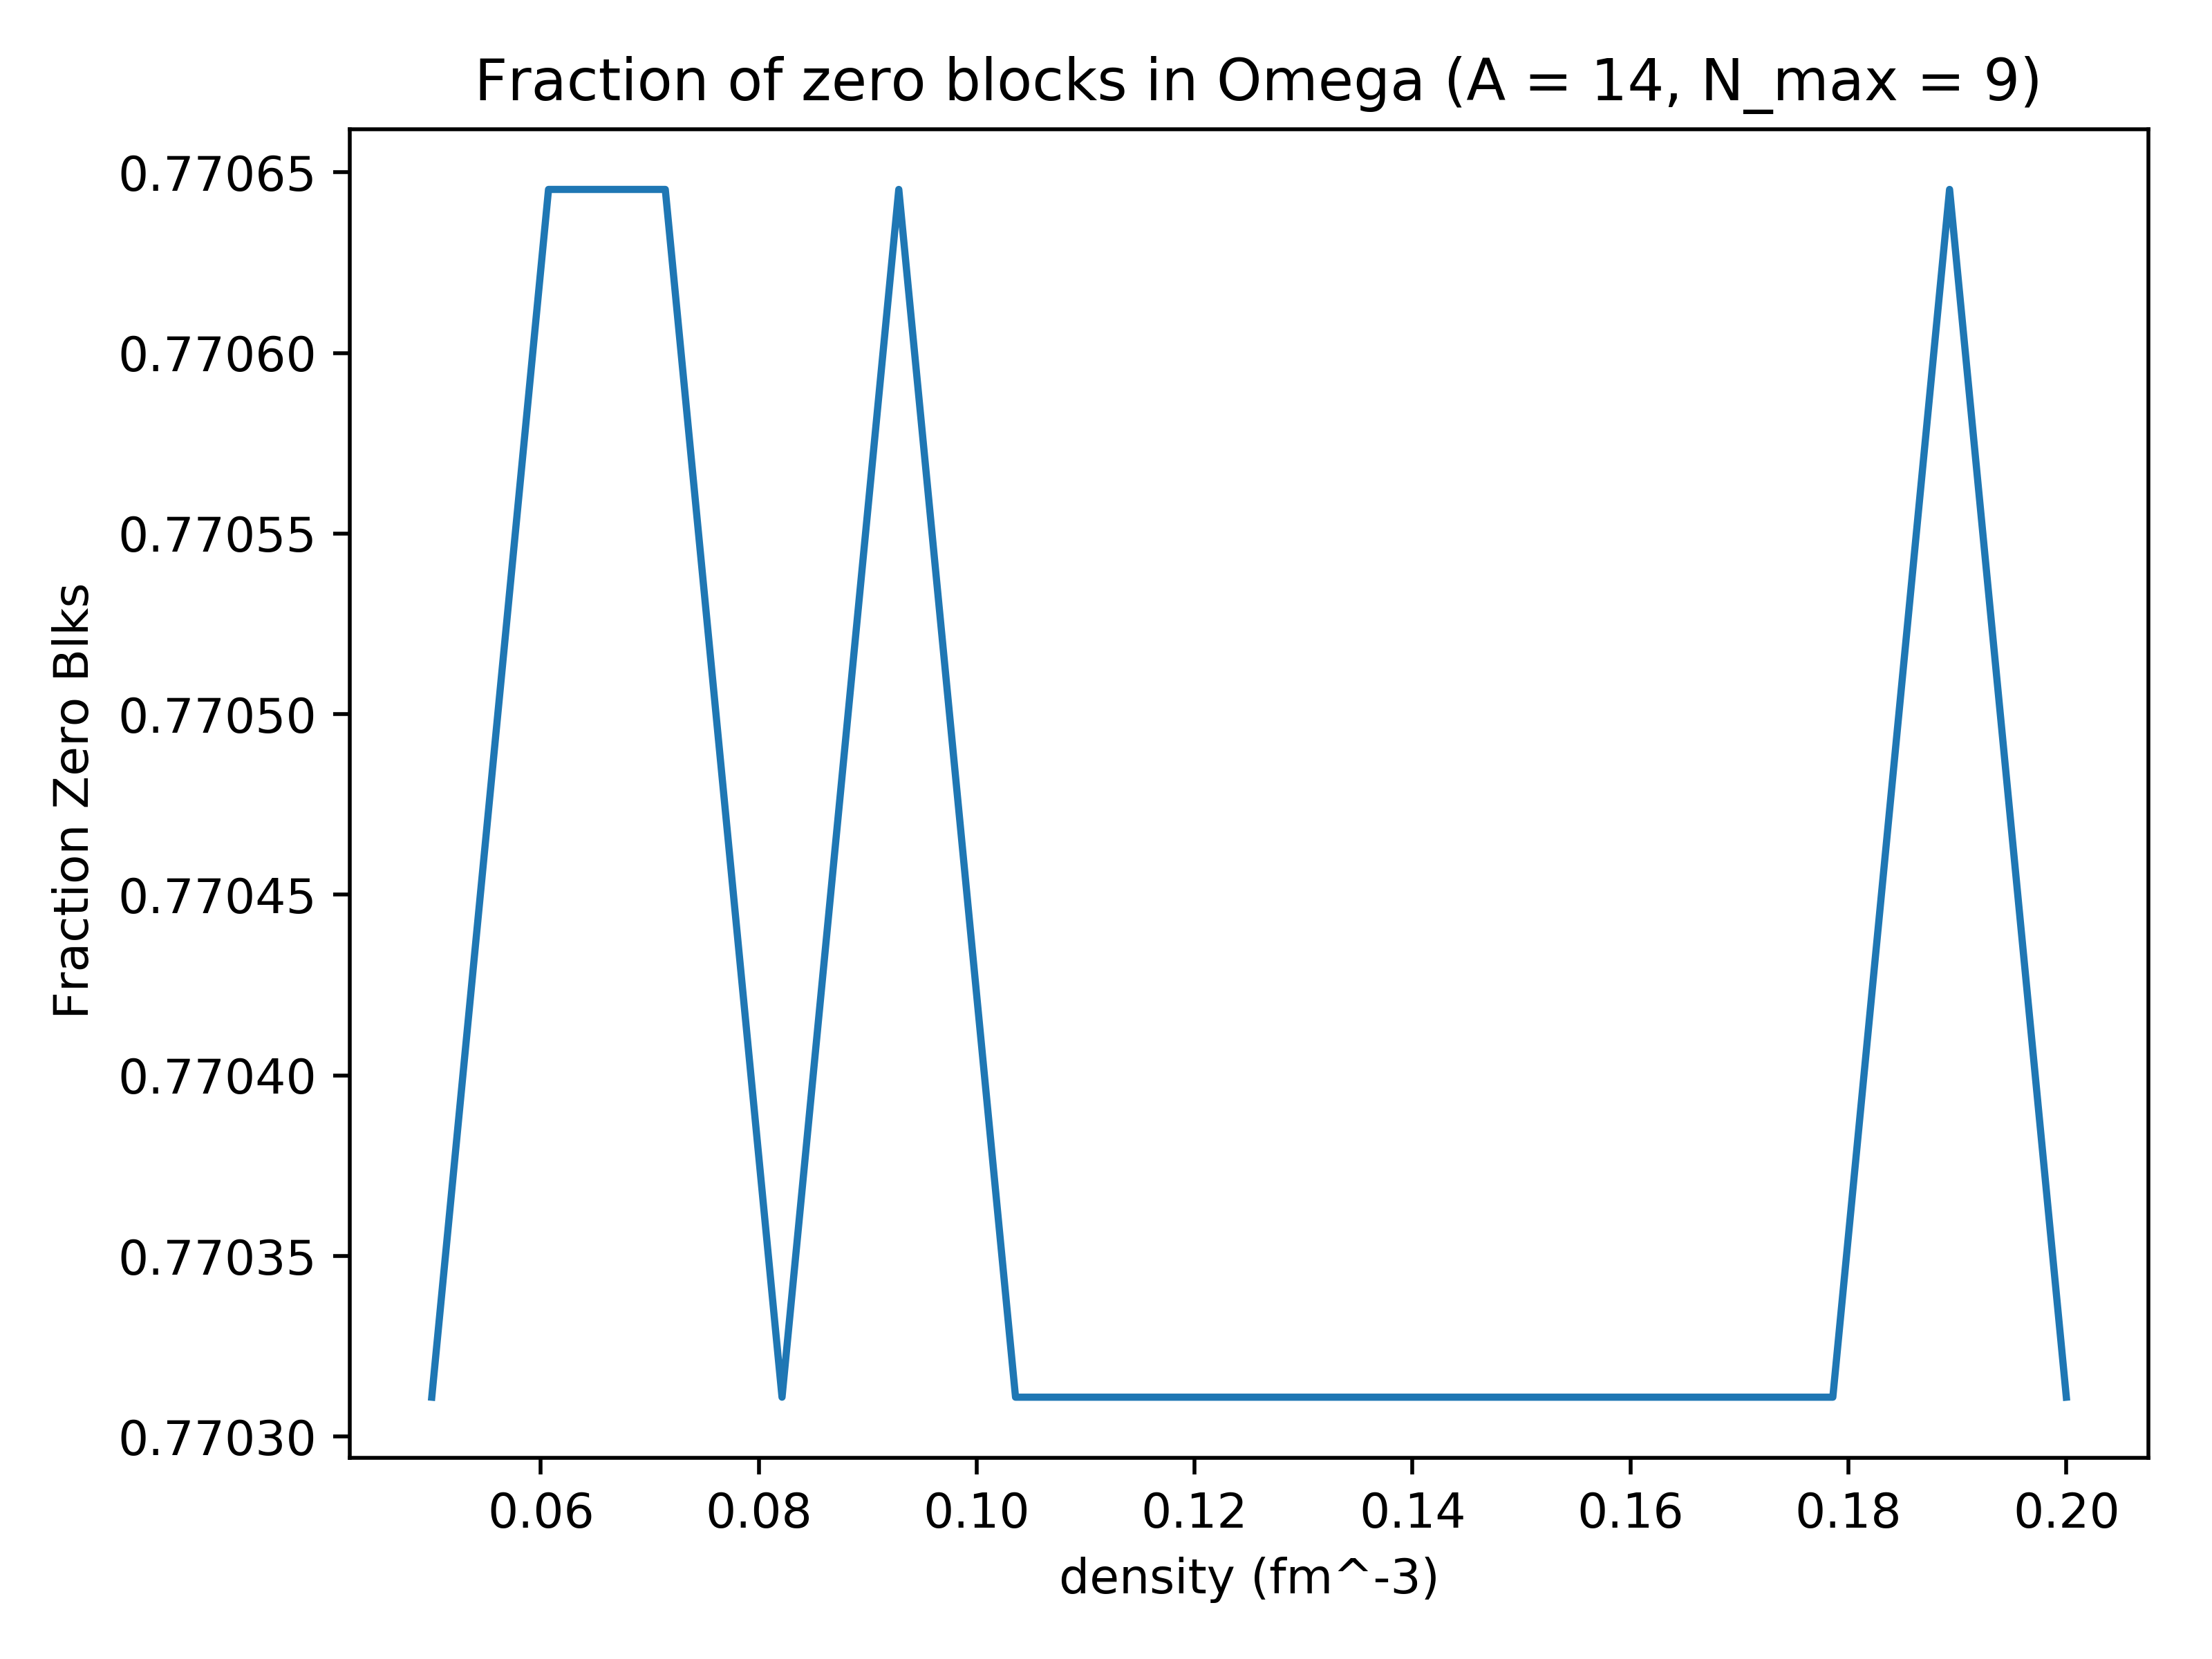 Fraction of zero blocks in Omega (A = 14, N_max = 9)
Fraction Zero Blks
0.77065
0.77060
0.77055
0.77050
0.77045
0.77040
0.77035
0.77030
0.06 0.08 0.10 0.12 0.14 0.16 0.18 0.20
density (fm^-3)